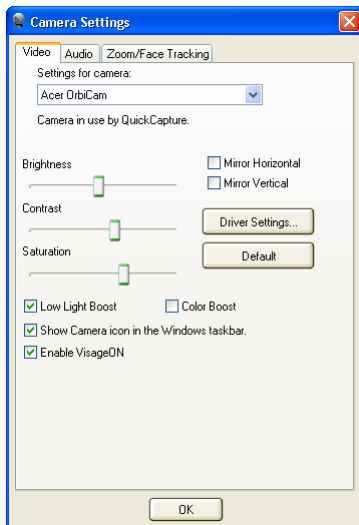 Camera Settings
Video Audio Zoom/Face Tracking
Settings for camera:
Acer OrbiCam
Camera in use by QuickCapture.
Brightness
Mirror Horizontal
Mirror Vertical
Contrast
Driver Settings...
Saturation
Default
Low Light Boost Color Boost
Show Camera icon in the Windows taskbar.
Enable VisageON
OK